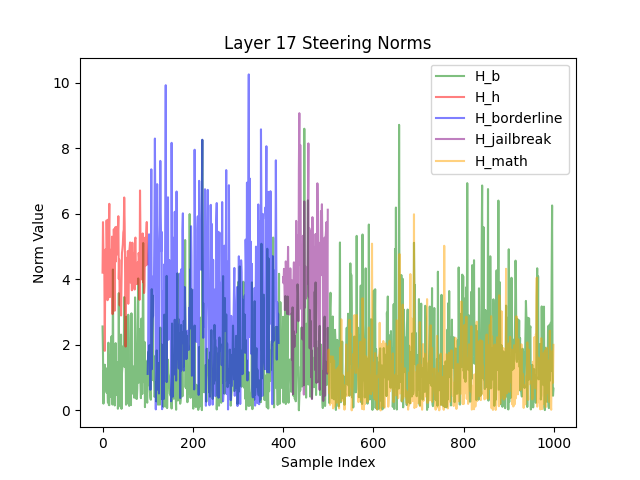 Layer 17 Steering Norms
H_b
H_h
H_borderline
H_jailbreak
H_math
Norm Value
10
8
6
4
2
0
0
200
400
600
800
1000
Sample Index